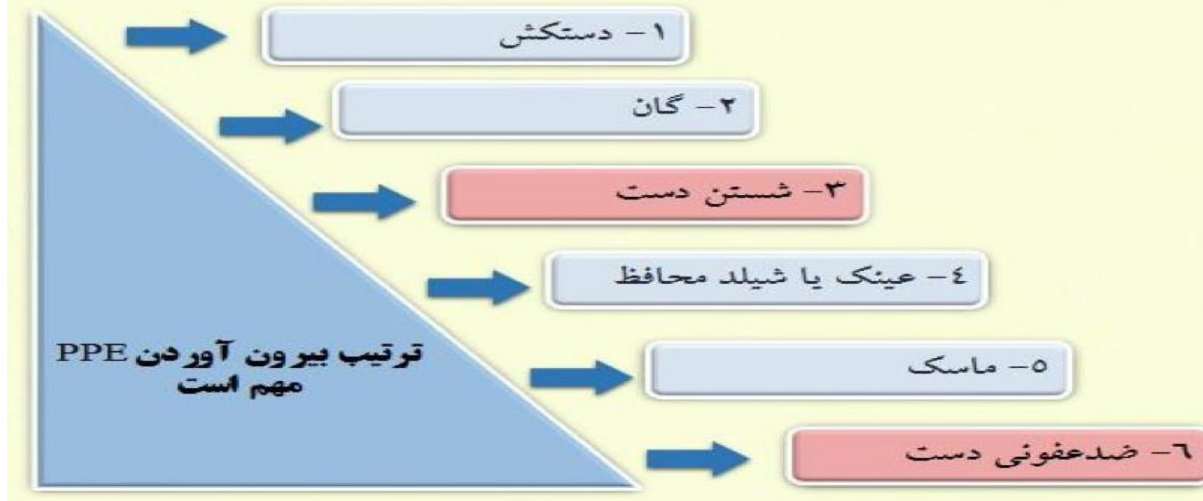 ۱- دستکش
۲- گان
۳- شستن دست
٤- عینک یا شیلد محافظ
٥- ماسک
٦- ضدعفونی دست
ترتیب بیرون آوردن PPE
مهم است